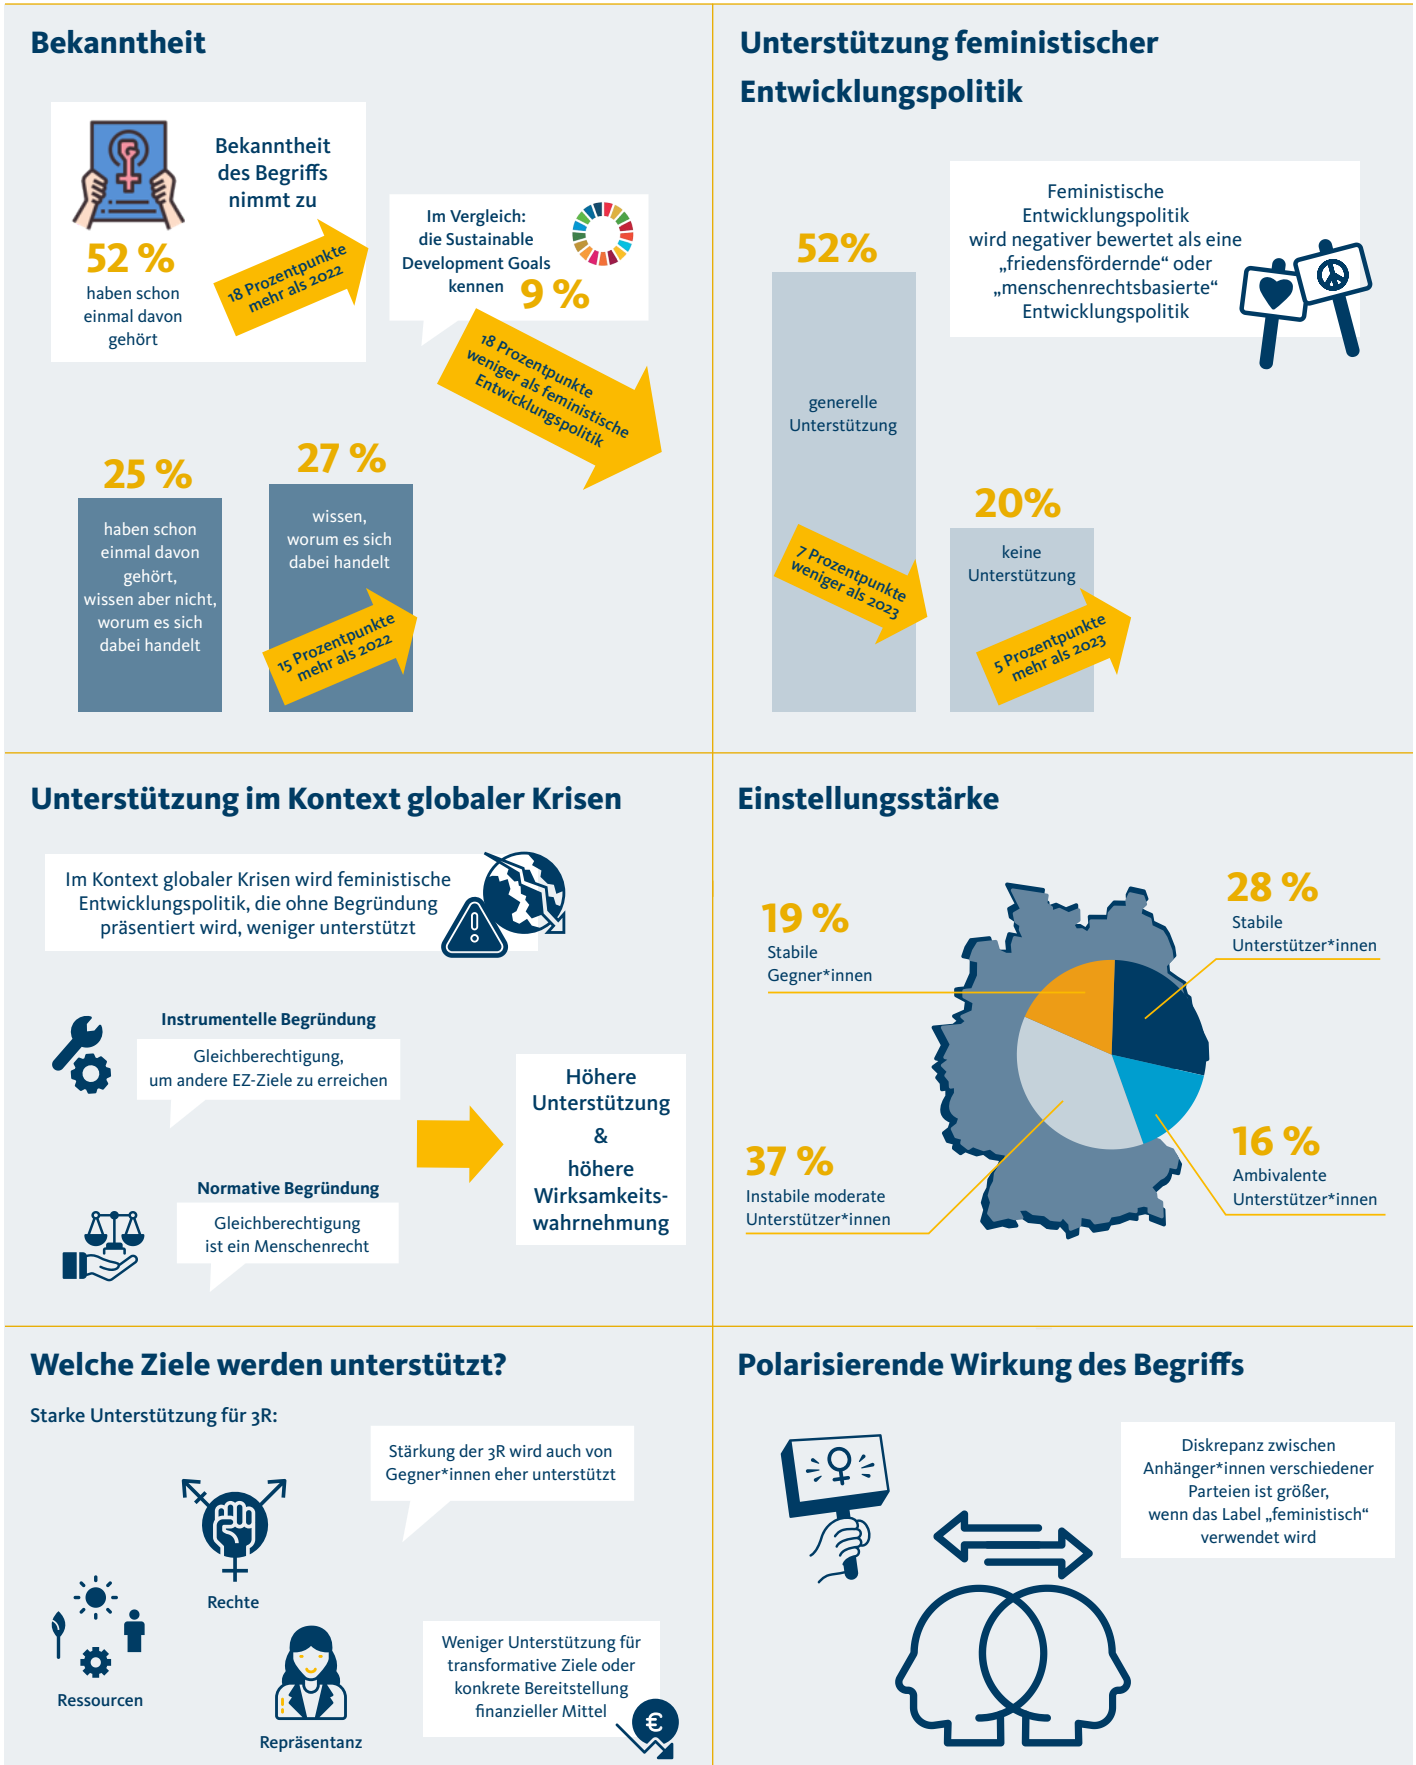 Bekanntheit
Bekanntheit
des Begriffs
nimmt zu
52 %
haben schon
einmal davon
gehört
18 Prozentpunkte
mehr als 2022
Im Vergleich:
die Sustainable
Development Goals
kennen
9 %
18 Prozentpunkte
weniger als feministische
Entwicklungspolitik
25 %
haben schon
einmal davon
gehört,
wissen aber nicht,
worum es sich
dabei handelt
27 %
wissen,
worum es sich
dabei handelt
15 Prozentpunkte
mehr als 2022
Unterstützung feministischer
Entwicklungspolitik
Feministische
Entwicklungspolitik
wird negativer bewertet als eine
„friedensfördernde“ oder
„menschenrechtsbasierte“
Entwicklungspolitik
52%
generelle
Unterstützung
7 Prozentpunkte
weniger als 2023
20%
keine
Unterstützung
5 Prozentpunkte
mehr als 2023
Unterstützung im Kontext globaler Krisen
Im Kontext globaler Krisen wird feministische
Entwicklungspolitik, die ohne Begründung
präsentiert wird, weniger unterstützt
Instrumentelle Begründung
Gleichberechtigung,
um andere EZ-Ziele zu erreichen
Normative Begründung
Gleichberechtigung
ist ein Menschenrecht
Höhere
Unterstützung
&
höhere
Wirksamkeits-
wahrnehmung
Einstellungsstärke
19 %
Stabile
Gegner*innen
28 %
Stabile
Unterstützer*innen
37 %
Instabile moderate
Unterstützer*innen
16 %
Ambivalente
Unterstützer*innen
Welche Ziele werden unterstützt?
Starke Unterstützung für 3R:
Stärkung der 3R wird auch von
Gegner*innen eher unterstützt
Rechte
Ressourcen
Repräsentanz
Weniger Unterstützung für
transformative Ziele oder
konkrete Bereitstellung
finanzieller Mittel
€
Polarisierende Wirkung des Begriffs
Diskrepanz zwischen
Anhänger*innen verschiedener
Parteien ist größer,
wenn das Label „feministisch“
verwendet wird